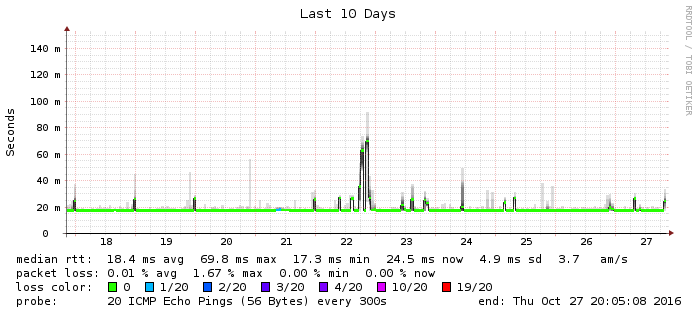 Last 10 Days
RRDTOOL / TOBI OETIKER
Seconds
140 m
120 m
100 m
80 m
60 m
40 m
20 m
0
18 19 20 21 22 23 24 25 26 27
median rtt: 18.4 ms avg 69.8 ms max 17.3 ms min 24.5 ms now 4.9 ms sd 3.7 am/s
packet loss: 0.01 % avg 1.67 % max 0.00 % min 0.00 % now
loss color: 0 1/20 2/20 3/20 4/20 10/20 19/20
probe: 20 ICMP Echo Pings (56 Bytes) every 300s end: Thu Oct 27 20:05:08 2016